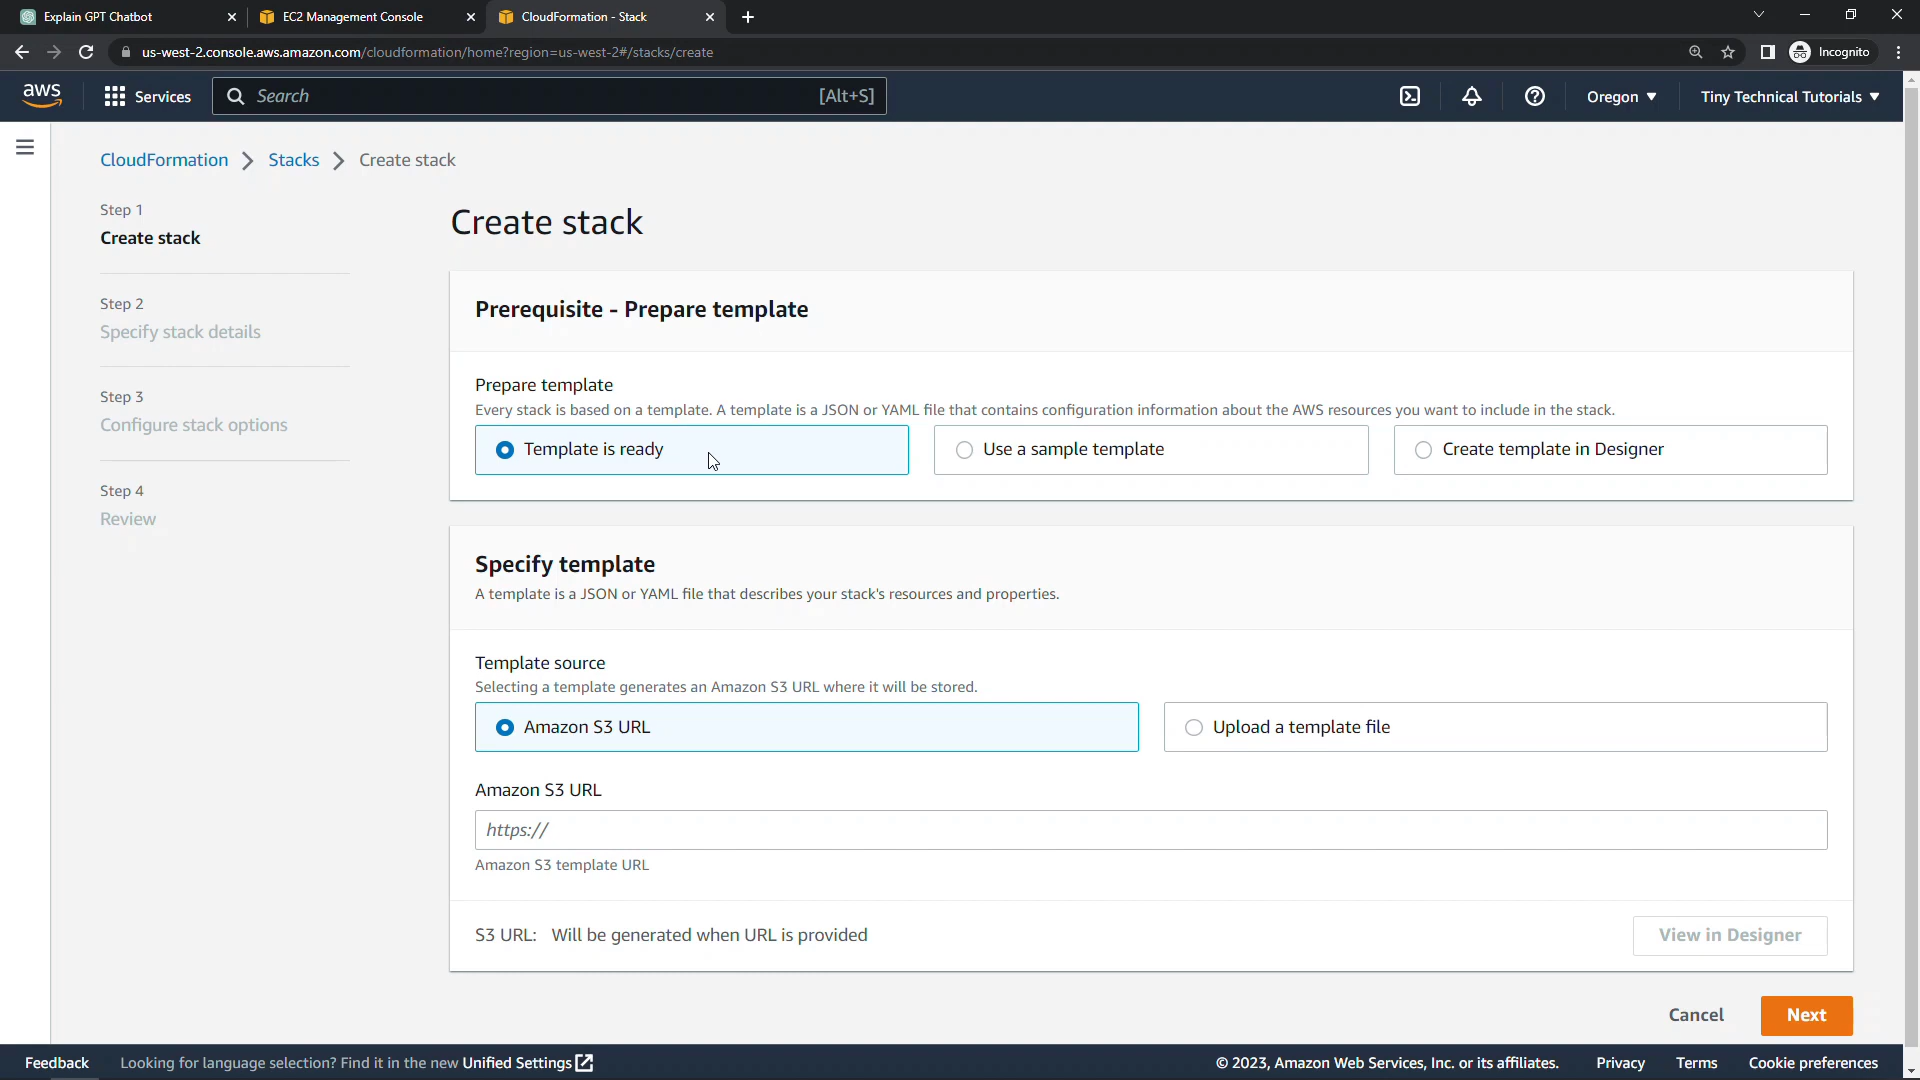 Explain GPT Chatbot
EC2 Management Console
CloudFormation - Stack
us-west-2.console.aws.amazon.com/cloudformation/home?region=us-west-2#/stacks/create
Incognito
aws
Services
Search
[Alt+S]
Oregon
Tiny Technical Tutorials
CloudFormation
Stacks
Create stack
Step 1
Create stack
Step 2
Specify stack details
Step 3
Configure stack options
Step 4
Review
Create stack
Prerequisite - Prepare template
Prepare template
Every stack is based on a template. A template is a JSON or YAML file that contains configuration information about the AWS resources you want to include in the stack.
Template is ready
Use a sample template
Create template in Designer
Specify template
A template is a JSON or YAML file that describes your stack's resources and properties.
Template source
Selecting a template generates an Amazon S3 URL where it will be stored.
Amazon S3 URL
Upload a template file
Amazon S3 URL
https://
Amazon S3 template URL
S3 URL: Will be generated when URL is provided
View in Designer
Cancel
Next
Feedback
Looking for language selection? Find it in the new Unified Settings
© 2023, Amazon Web Services, Inc. or its affiliates.
Privacy
Terms
Cookie preferences